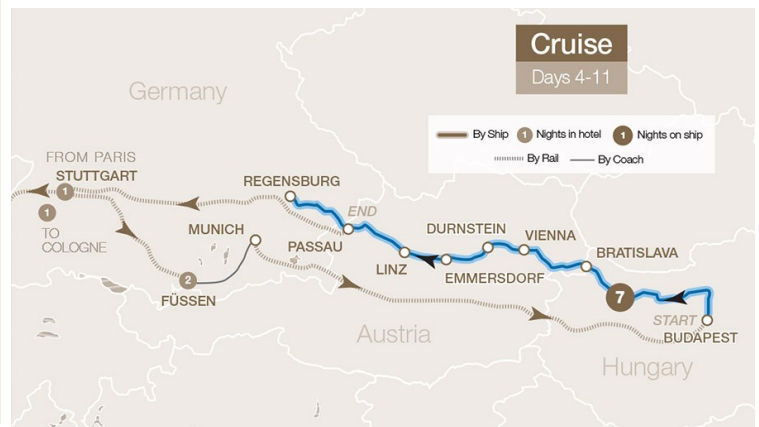 Cruise
Days 4-11
Germany
By Ship
1
Nights in hotel
1
Nights on ship
By Rail
By Coach
FROM PARIS
STUTTGART
1
1
TO
COLOGNE
REGENSBURG
END
MUNICH
PASSAU
DURNSTEIN
VIENNA
BRATISLAVA
LINZ
EMMERSDORF
2
FÜSSEN
7
START
BUDAPEST
Austria
Hungary